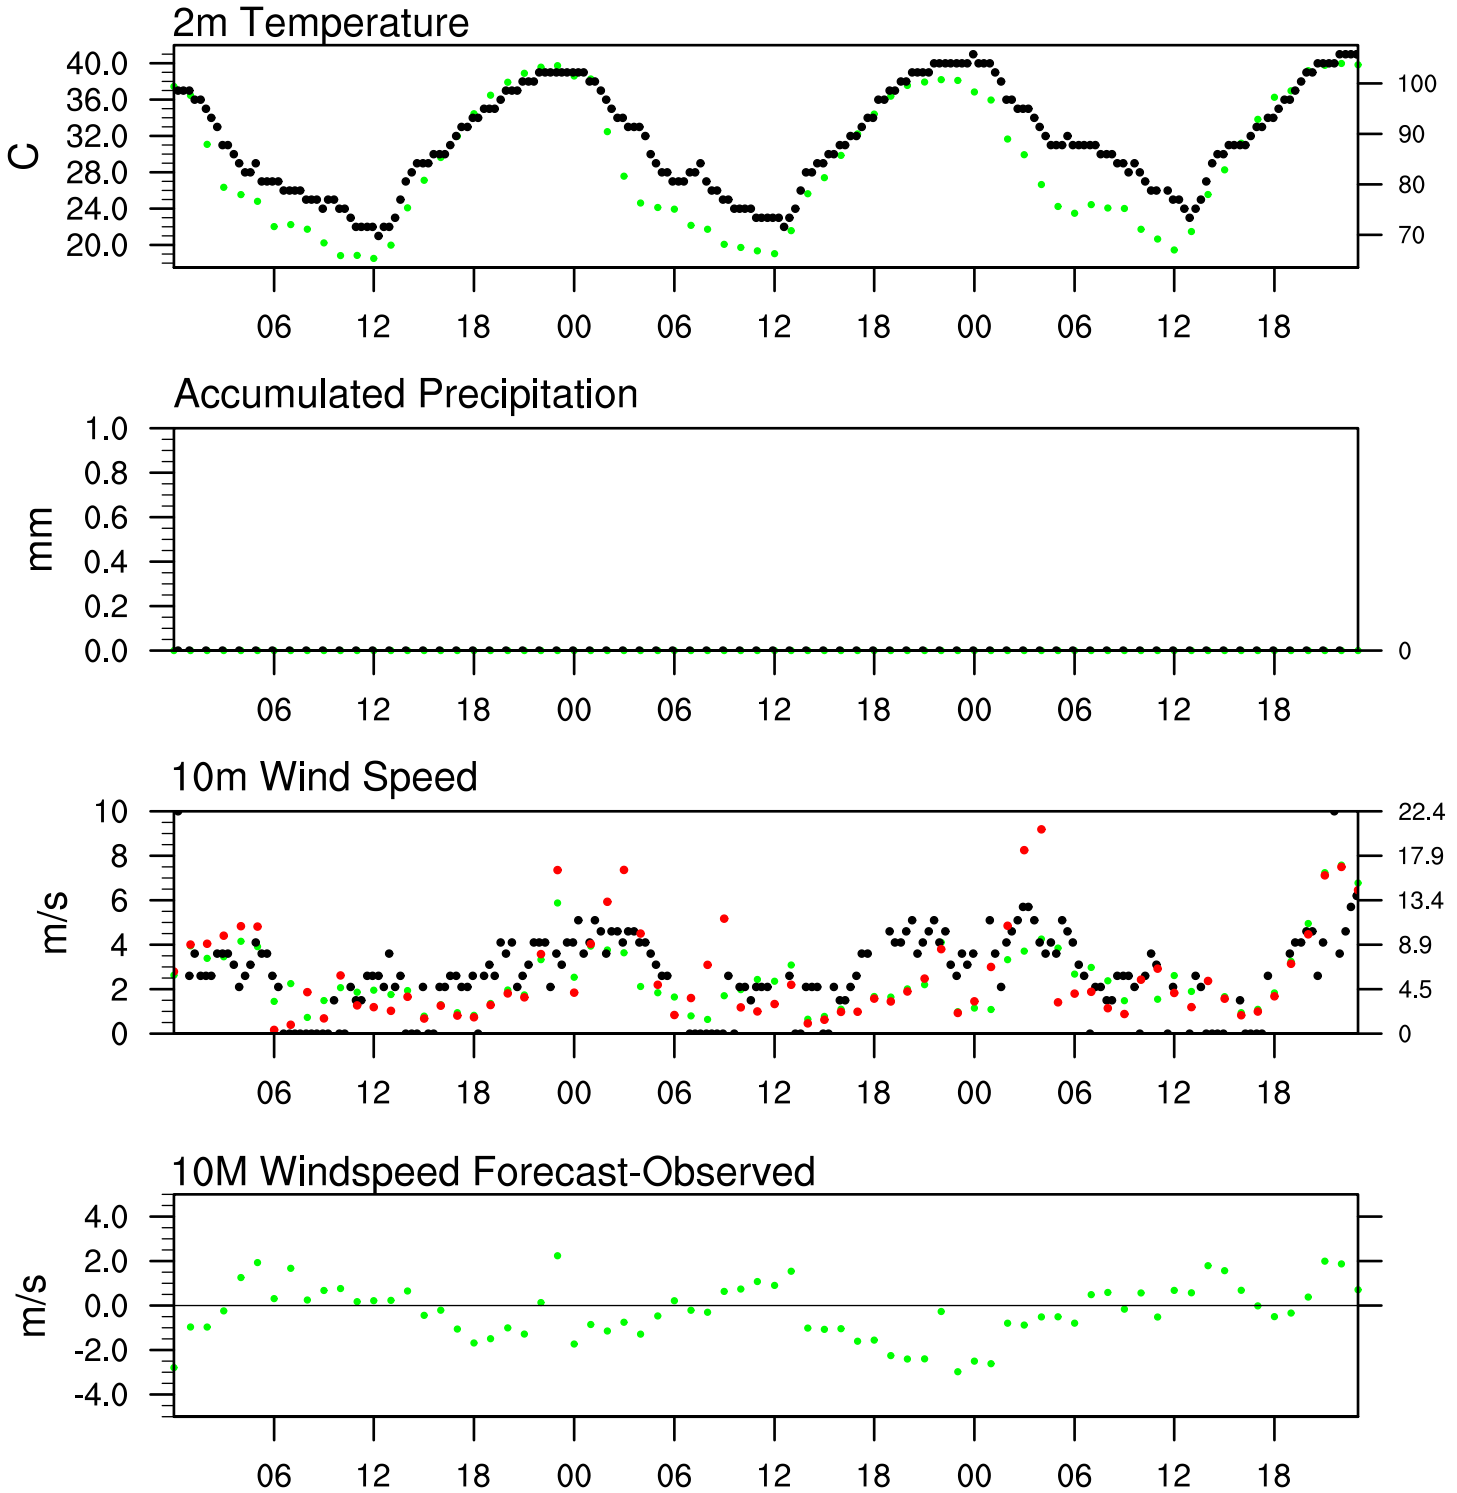 2m Temperature
40.0
36.0
32.0
28.0
24.0
20.0
C
100
90
80
70
06 12 18 00 06 12 18 00 06 12 18
Accumulated Precipitation
1.0
0.8
0.6
0.4
0.2
0.0
mm
0
06 12 18 00 06 12 18 00 06 12 18
10m Wind Speed
10
8
6
4
2
0
m/s
22.4
17.9
13.4
8.9
4.5
0
06 12 18 00 06 12 18 00 06 12 18
10M Windspeed Forecast-Observed
4.0
2.0
0.0
-2.0
-4.0
m/s
06 12 18 00 06 12 18 00 06 12 18